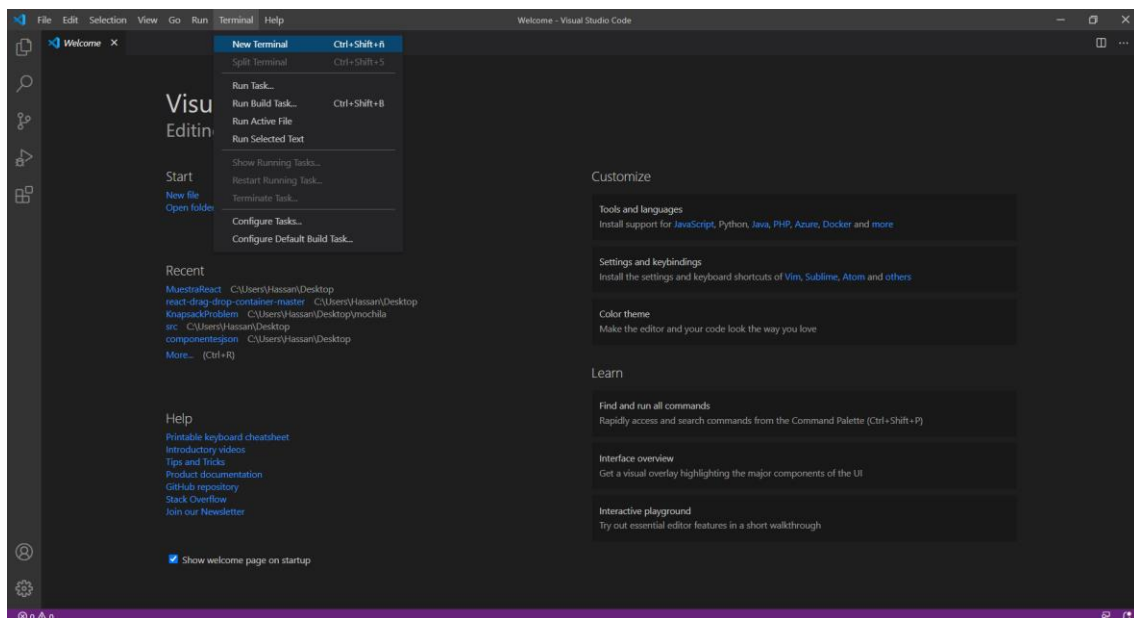 File Edit Selection View Go Run Terminal Help Welcome - Visual Studio Code
Welcome
New Terminal Ctrl+Shift+ñ
Split Terminal Ctrl+Shift+5
Run Task...
Run Build Task... Ctrl+Shift+B
Run Active File
Run Selected Text
Show Running Tasks...
Restart Running Task...
Terminate Task...
Configure Tasks...
Configure Default Build Task...
Visu
Editin
Start
New file
Open folder
Recent
MuestraReact C:\Users\Hassan\Desktop
react-drag-drop-container-master C:\Users\Hassan\Desktop
KnapsackProblem C:\Users\Hassan\Desktop\mochila
src C:\Users\Hassan\Desktop
componentesjson C:\Users\Hassan\Desktop
More... (Ctrl+R)
Help
Printable keyboard cheatsheet
Introductory videos
Tips and Tricks
Product documentation
GitHub repository
Stack Overflow
Join our Newsletter
Show welcome page on startup
Customize
Tools and languages
Install support for JavaScript, Python, Java, PHP, Azure, Docker and more
Settings and keybindings
Install the settings and keyboard shortcuts of Vim, Sublime, Atom and others
Color theme
Make the editor and your code look the way you love
Learn
Find and run all commands
Rapidly access and search commands from the Command Palette (Ctrl+Shift+P)
Interface overview
Get a visual overlay highlighting the major components of the UI
Interactive playground
Try out essential editor features in a short walkthrough